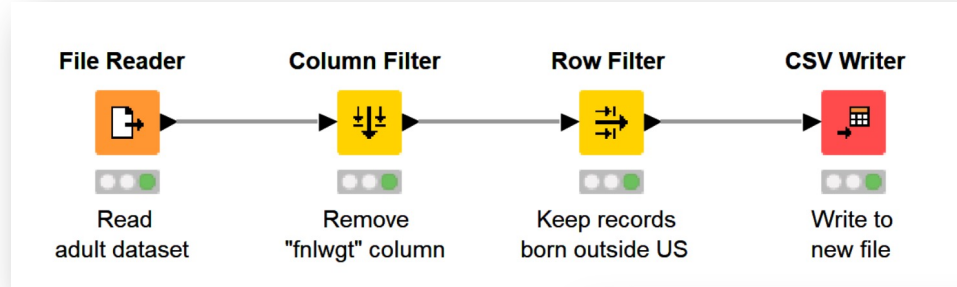 File Reader
Column Filter
Row Filter
CSV Writer
Read
adult dataset
Remove
"fnlwgt" column
Keep records
born outside US
Write to
new file